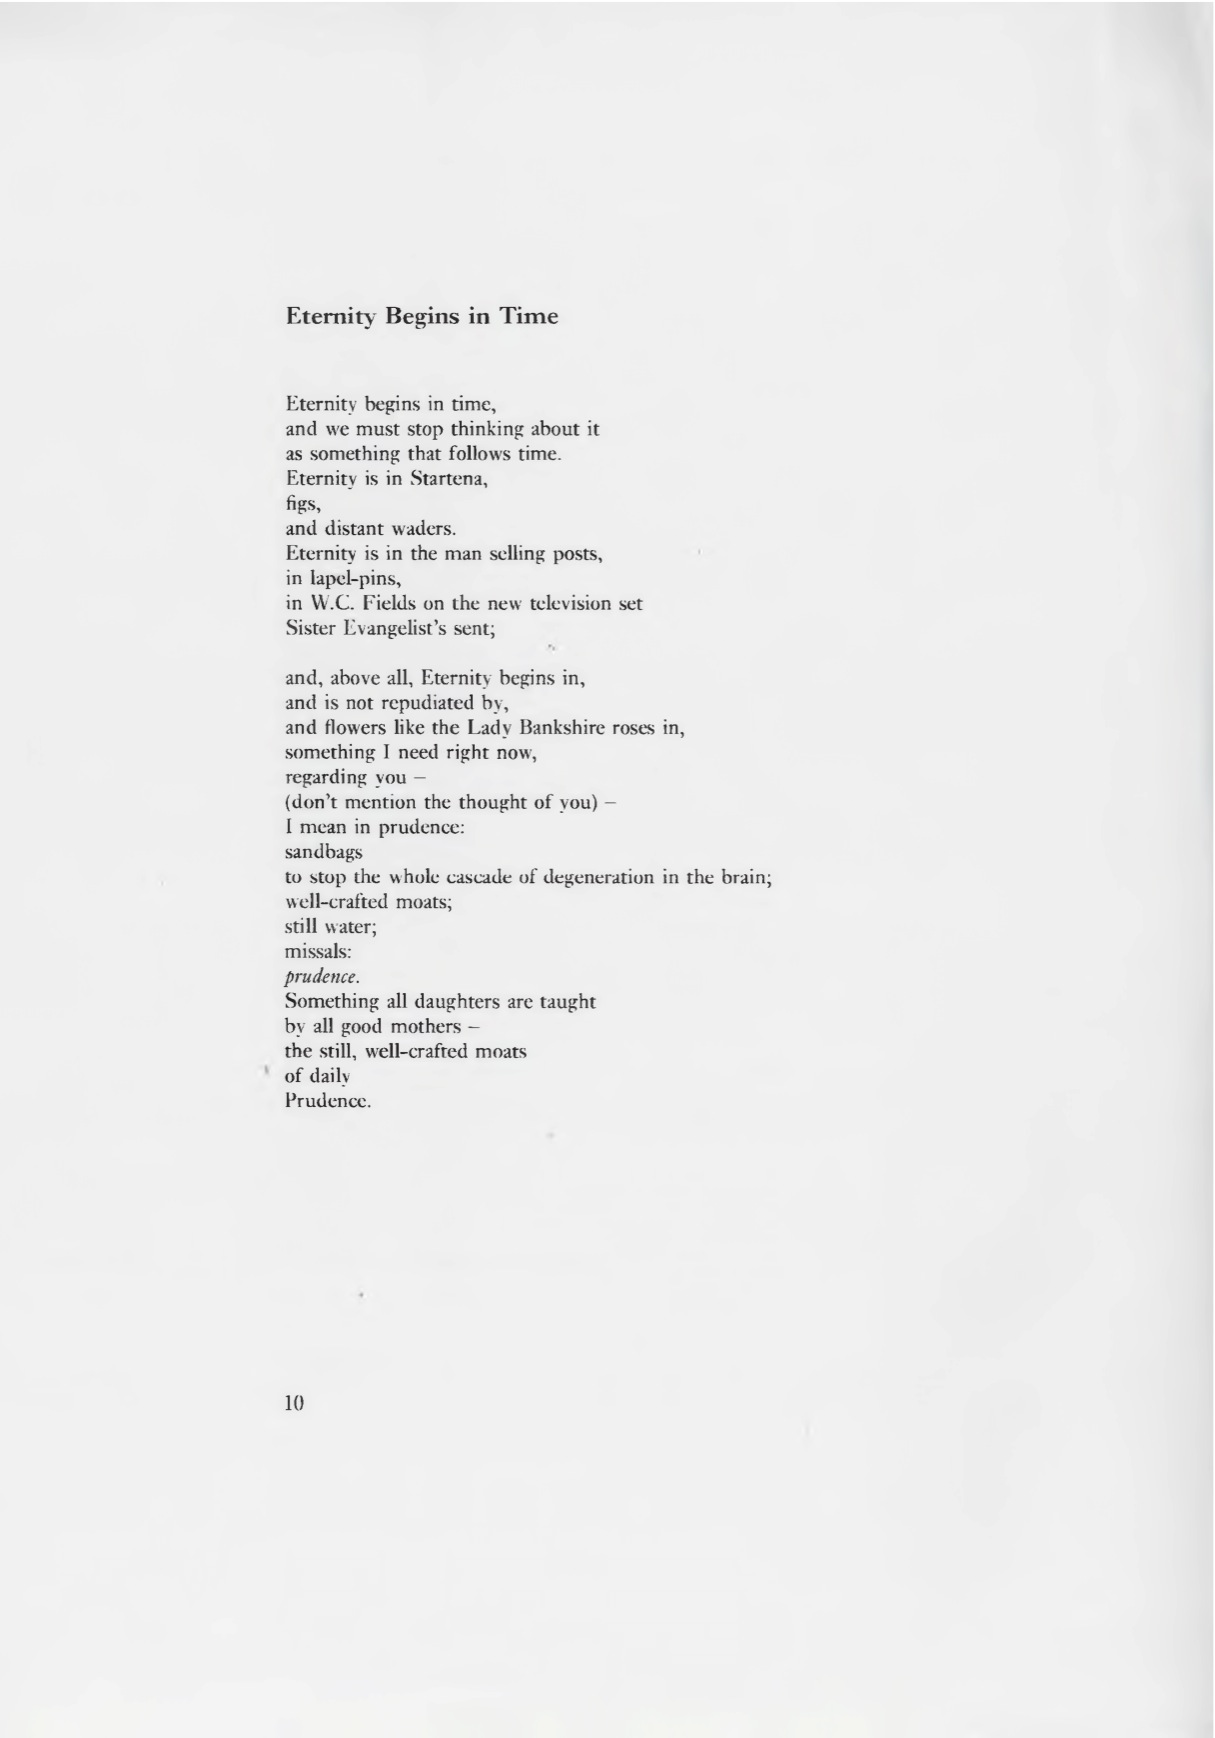 Eternity Begins in Time
Eternity begins in time,
and we must stop thinking about it
as something that follows time.
Eternity is in Startena,
figs,
and distant waders.
Eternity is in the man selling posts,
in lapel-pins,
in W.C. Fields on the new television set
Sister Evangelist's sent;
and, above all, Eternity begins in,
and is not repudiated by,
and flowers like the Lady Bankshire roses in,
something I need right now,
regarding you –
(don't mention the thought of you) –
I mean in prudence:
sandbags
to stop the whole cascade of degeneration in the brain;
well-crafted moats;
still water;
missals:
prudence.
Something all daughters are taught
by all good mothers –
the still, well-crafted moats
of daily
Prudence.
10